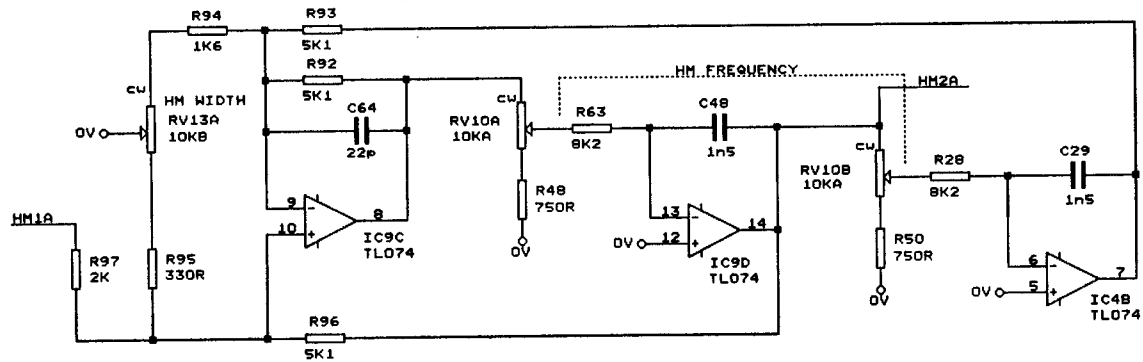 R94
1K6
R93
5K1
R92
5K1
C64
22p
CW
HM WIDTH
RV13A
10KB
0V
HM1A
R97
2K
R95
330R
9
10
8
IC9C
TL074
R96
5K1
CW
RV10A
10KA
R48
750R
0V
HM FREQUENCY
R63
8K2
C48
1n5
13
12
14
0V
IC9D
TL074
HM2A
CW
RV10B
10KA
R50
750R
0V
R28
8K2
C29
1n5
6
5
7
0V
IC4B
TL074